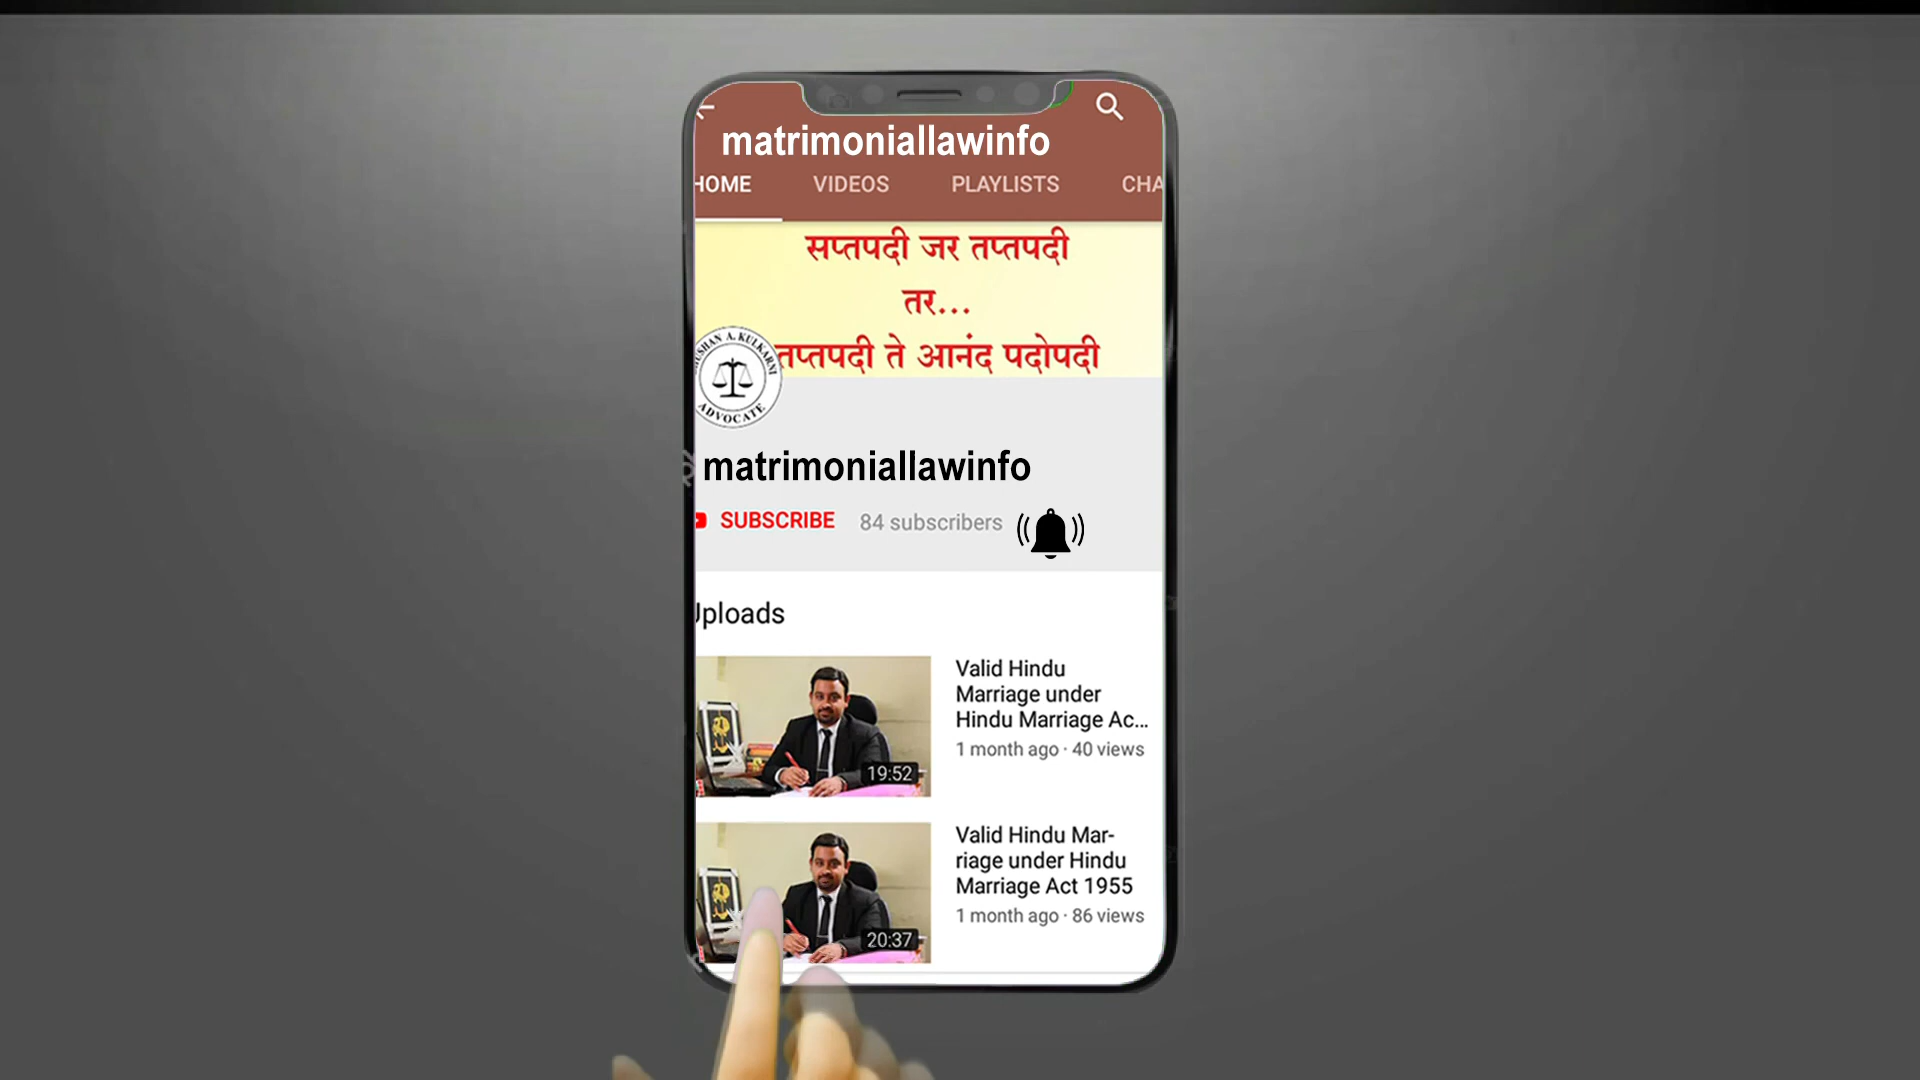 matrimoniallawinfo
HOME VIDEOS PLAYLISTS CHA
सप्तपदी जर तप्तपदी
तर...
तप्तपदी ते आनंद पदोपदी
USHAN A. KULKARNI
ADVOCATE
matrimoniallawinfo
SUBSCRIBE 84 subscribers
Uploads
Valid Hindu
Marriage under
Hindu Marriage Ac...
1 month ago · 40 views
19:52
Valid Hindu Mar-
riage under Hindu
Marriage Act 1955
1 month ago · 86 views
20:37